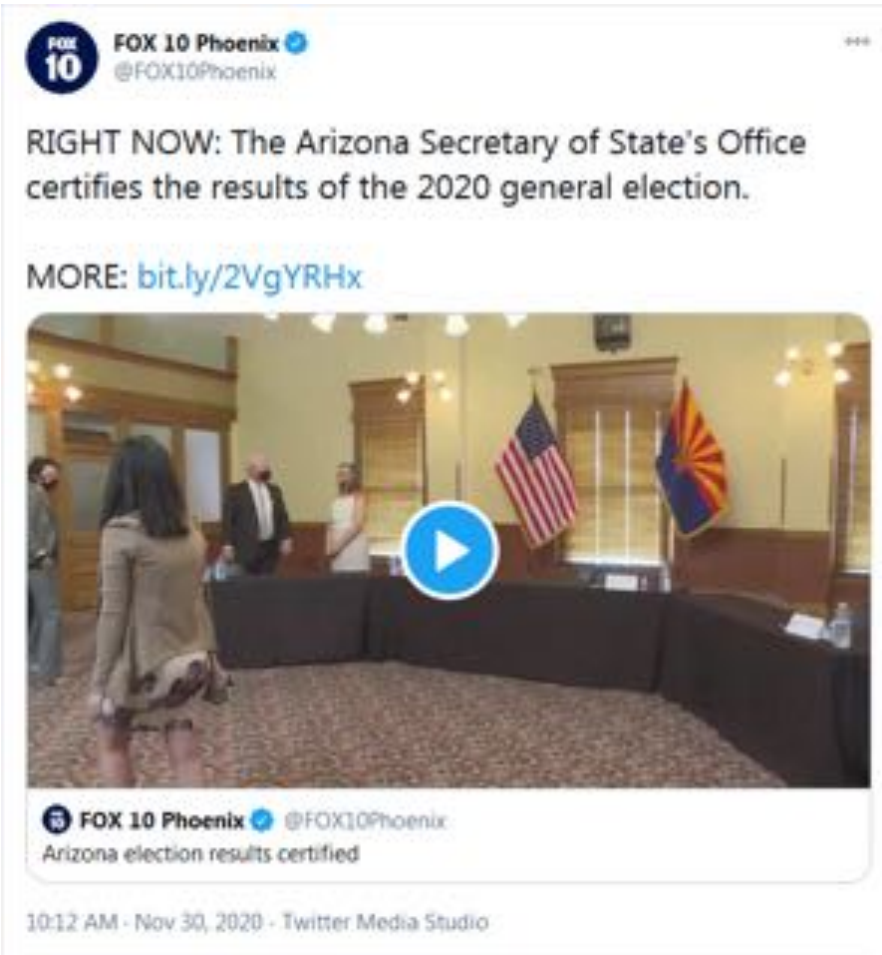 FOX 10 Phoenix
FOX
10
@FOX10Phoenix
RIGHT NOW: The Arizona Secretary of State's Office
certifies the results of the 2020 general election.
MORE: bit.ly/2VgYRHx
FOX 10 Phoenix @FOX10Phoenix
Arizona election results certified
10:12 AM · Nov 30, 2020 · Twitter Media Studio